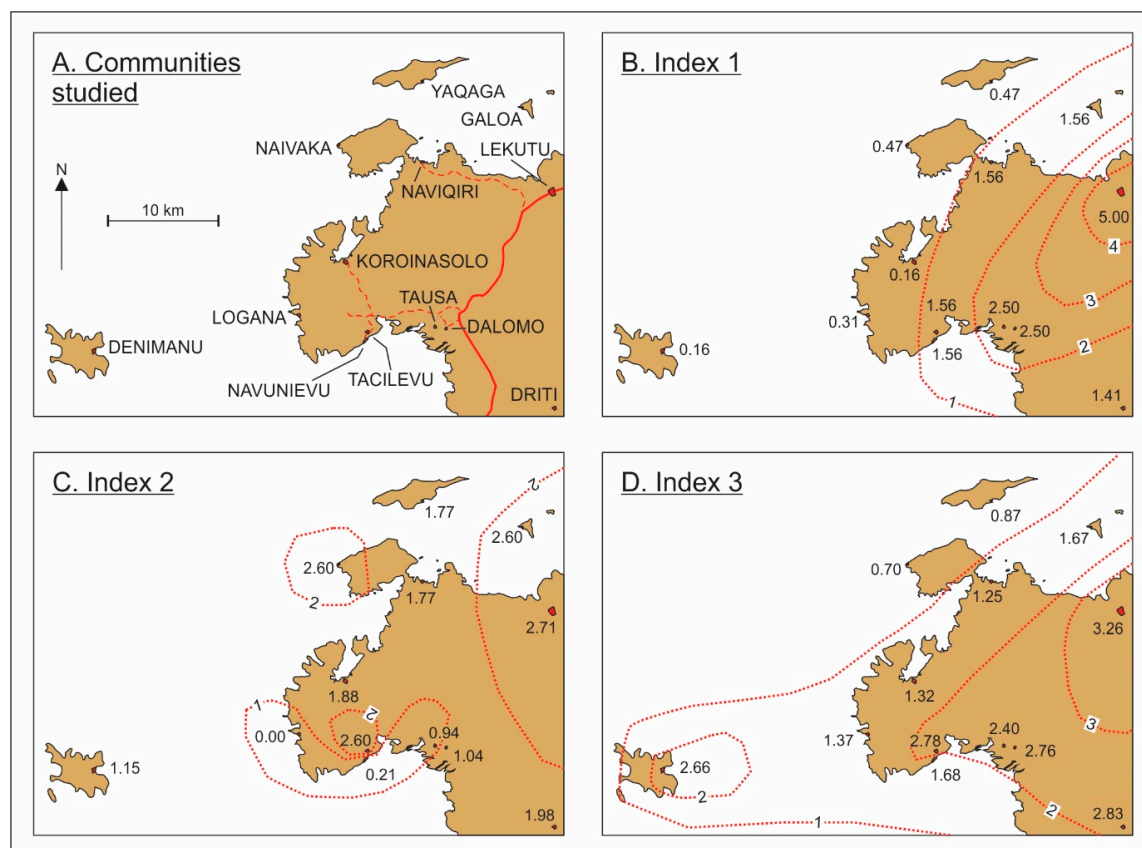 A. Communities
studied
N
10 km
YAQAGA
GALOA
LEKUTU
NAIVAKA
NAVIQIRI
KOROINASOLO
TAUSA
LOGANA
DALOMO
DENIMANU
NAVUNIEVU
TACILEVU
DRITI
B. Index 1
0.47
1.56
0.47
1.56
5.00
4
0.16
3
1.56
2.50
0.31
2.50
0.16
1.56
2
1
1.41
C. Index 2
2
1.77
2.60
2.60
1.77
2
2.71
1.88
1
2
0.00
2.60
0.94
1.04
1.15
0.21
1.98
D. Index 3
0.87
1.67
0.70
1.25
3.26
1.32
3
1.37
2.78
2.40
2.76
2.66
1.68
2
2
1
2.83